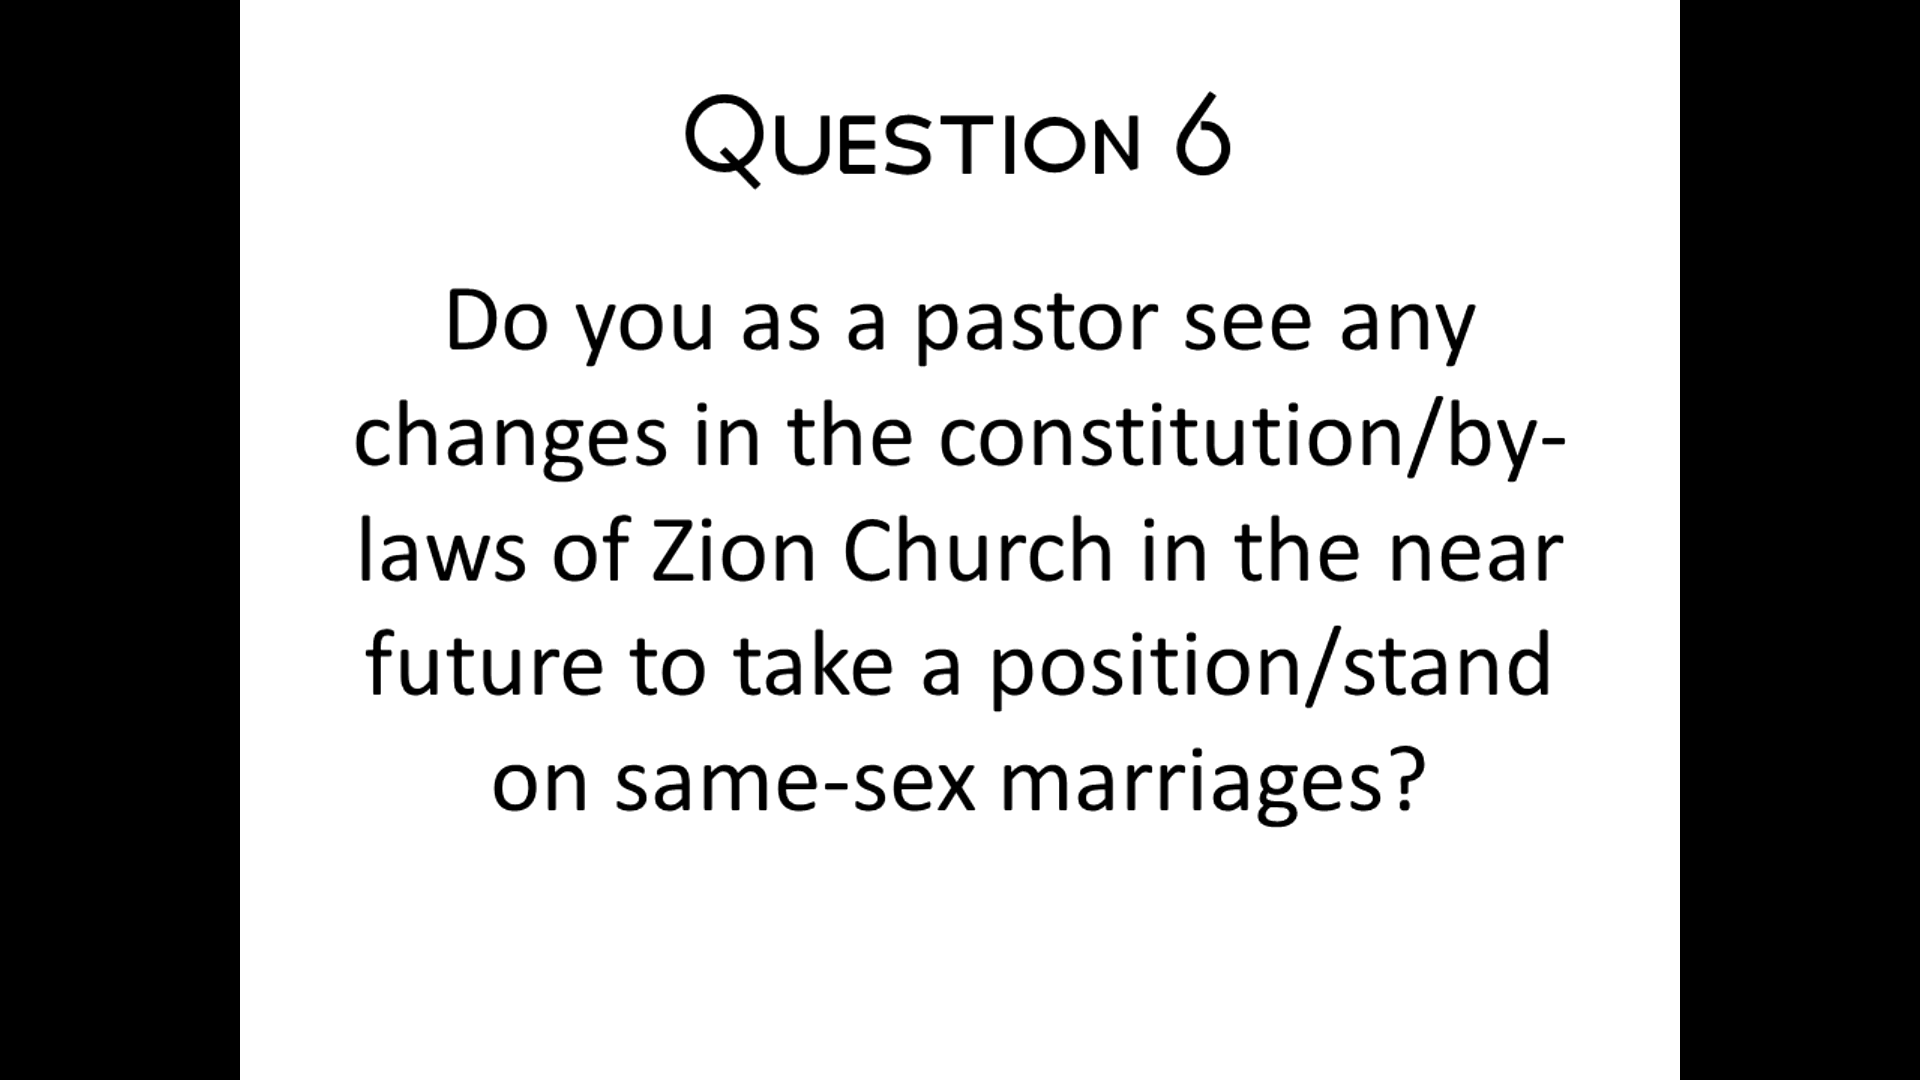 Question 6
Do you as a pastor see any
changes in the constitution/by-
laws of Zion Church in the near
future to take a position/stand
on same-sex marriages?